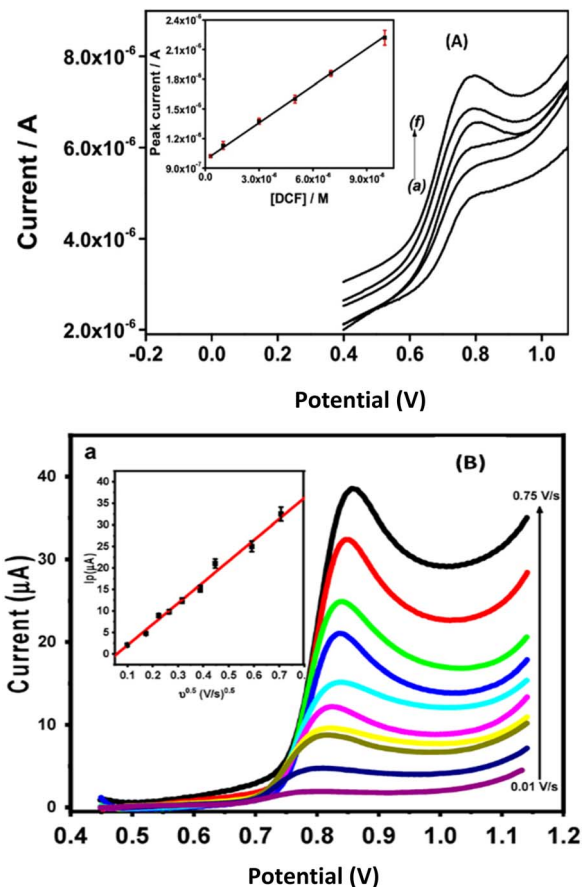 (A)
Current / A
8.0x10⁻⁶
6.0x10⁻⁶
4.0x10⁻⁶
2.0x10⁻⁶
-0.2 0.0 0.2 0.4 0.6 0.8 1.0
Potential (V)
(f)
(a)
Peak current / A
2.4x10⁻⁶
2.1x10⁻⁶
1.8x10⁻⁶
1.5x10⁻⁶
1.2x10⁻⁶
9.0x10⁻⁷
0.0 3.0x10⁻⁶ 6.0x10⁻⁶ 9.0x10⁻⁶
[DCF] / M
a
(B)
Current (μA)
40
30
20
10
0
0.4 0.5 0.6 0.7 0.8 0.9 1.0 1.1 1.2
Potential (V)
0.75 V/s
0.01 V/s
Ip(μA)
40
35
30
25
20
15
10
5
0
0.1 0.2 0.3 0.4 0.5 0.6 0.7 0.
υ⁰·⁵ (V/s)⁰·⁵